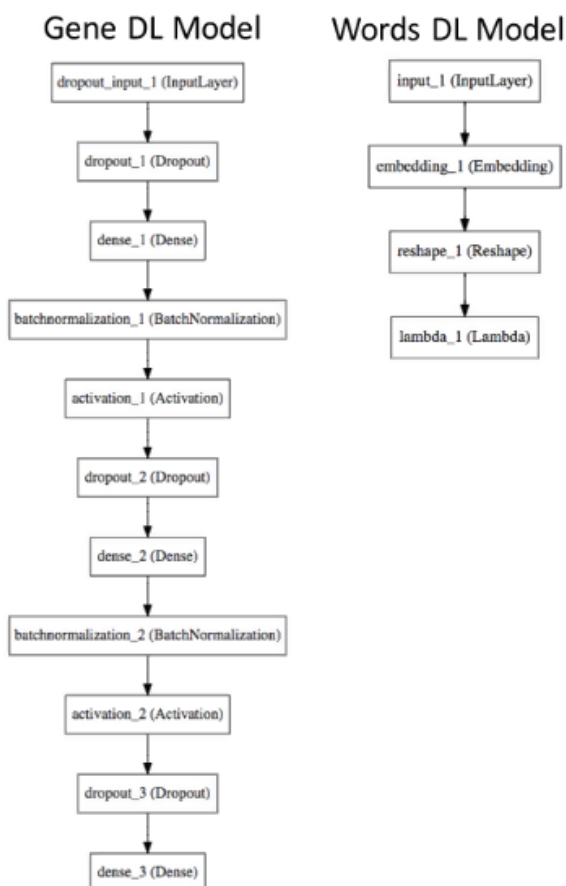 Gene DL Model
dropout_input_1 (InputLayer)
dropout_1 (Dropout)
dense_1 (Dense)
batchnormalization_1 (BatchNormalization)
activation_1 (Activation)
dropout_2 (Dropout)
dense_2 (Dense)
batchnormalization_2 (BatchNormalization)
activation_2 (Activation)
dropout_3 (Dropout)
dense_3 (Dense)
Words DL Model
input_1 (InputLayer)
embedding_1 (Embedding)
reshape_1 (Reshape)
lambda_1 (Lambda)